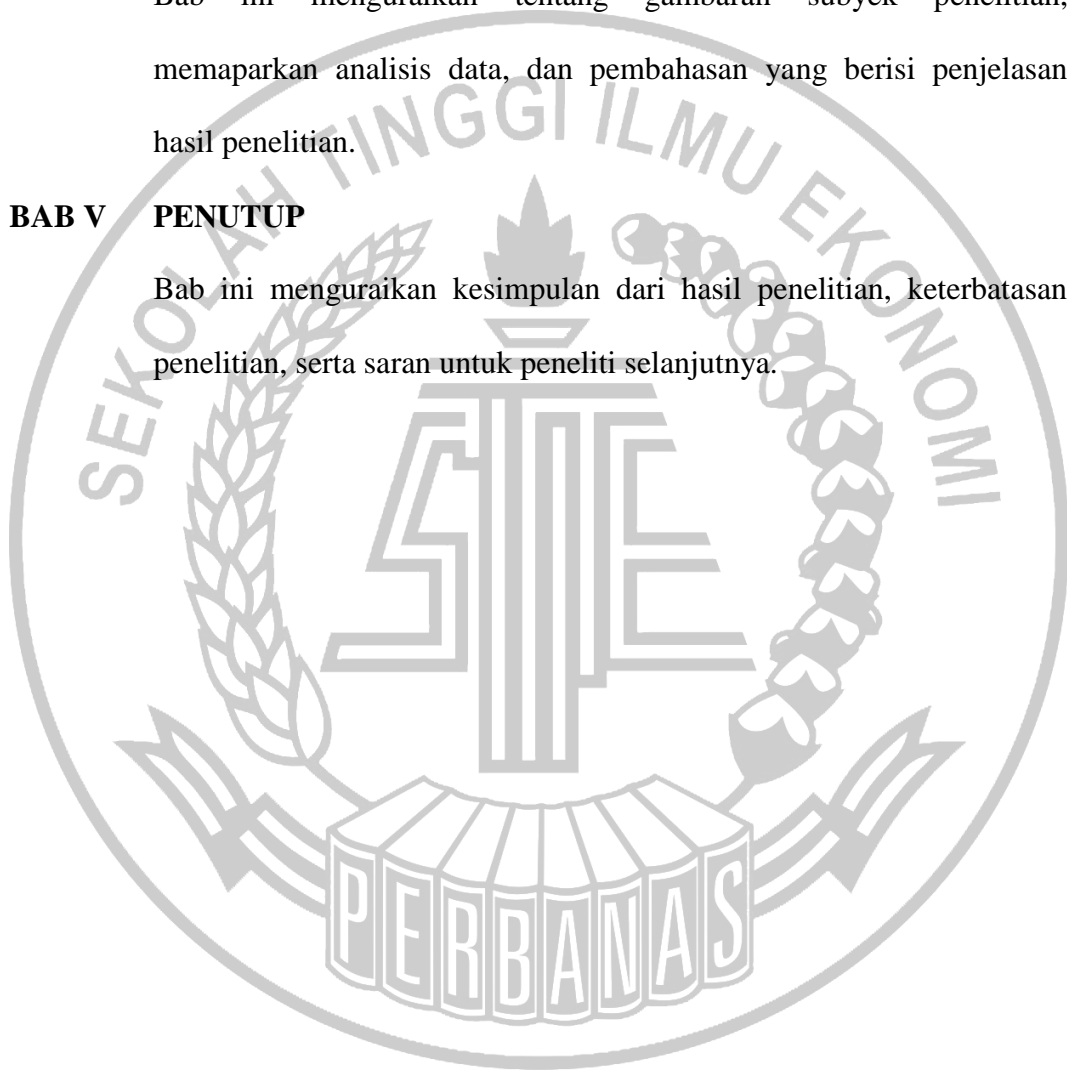 Bab ini menguraikan tentang gambaran subyek penelitian,
memaparkan analisis data, dan pembahasan yang berisi penjelasan
hasil penelitian.
BAB V PENUTUP
Bab ini menguraikan kesimpulan dari hasil penelitian, keterbatasan
penelitian, serta saran untuk peneliti selanjutnya.
SEKOLAH TINGGI ILMU EKONOMI
STIE
PERBANAS